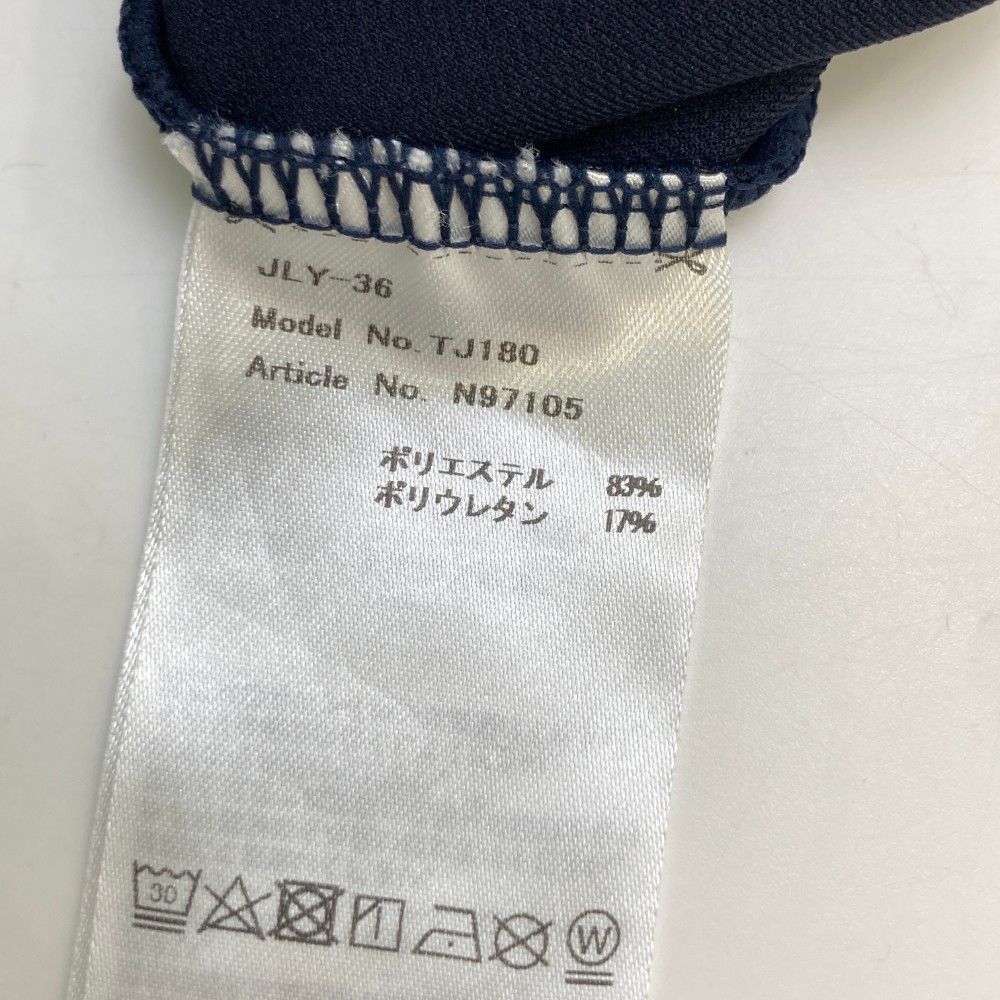 JLY-36
Model No. TJ180
Article No. N97105
ポリエステル 83%
ポリウレタン 17%
30 W